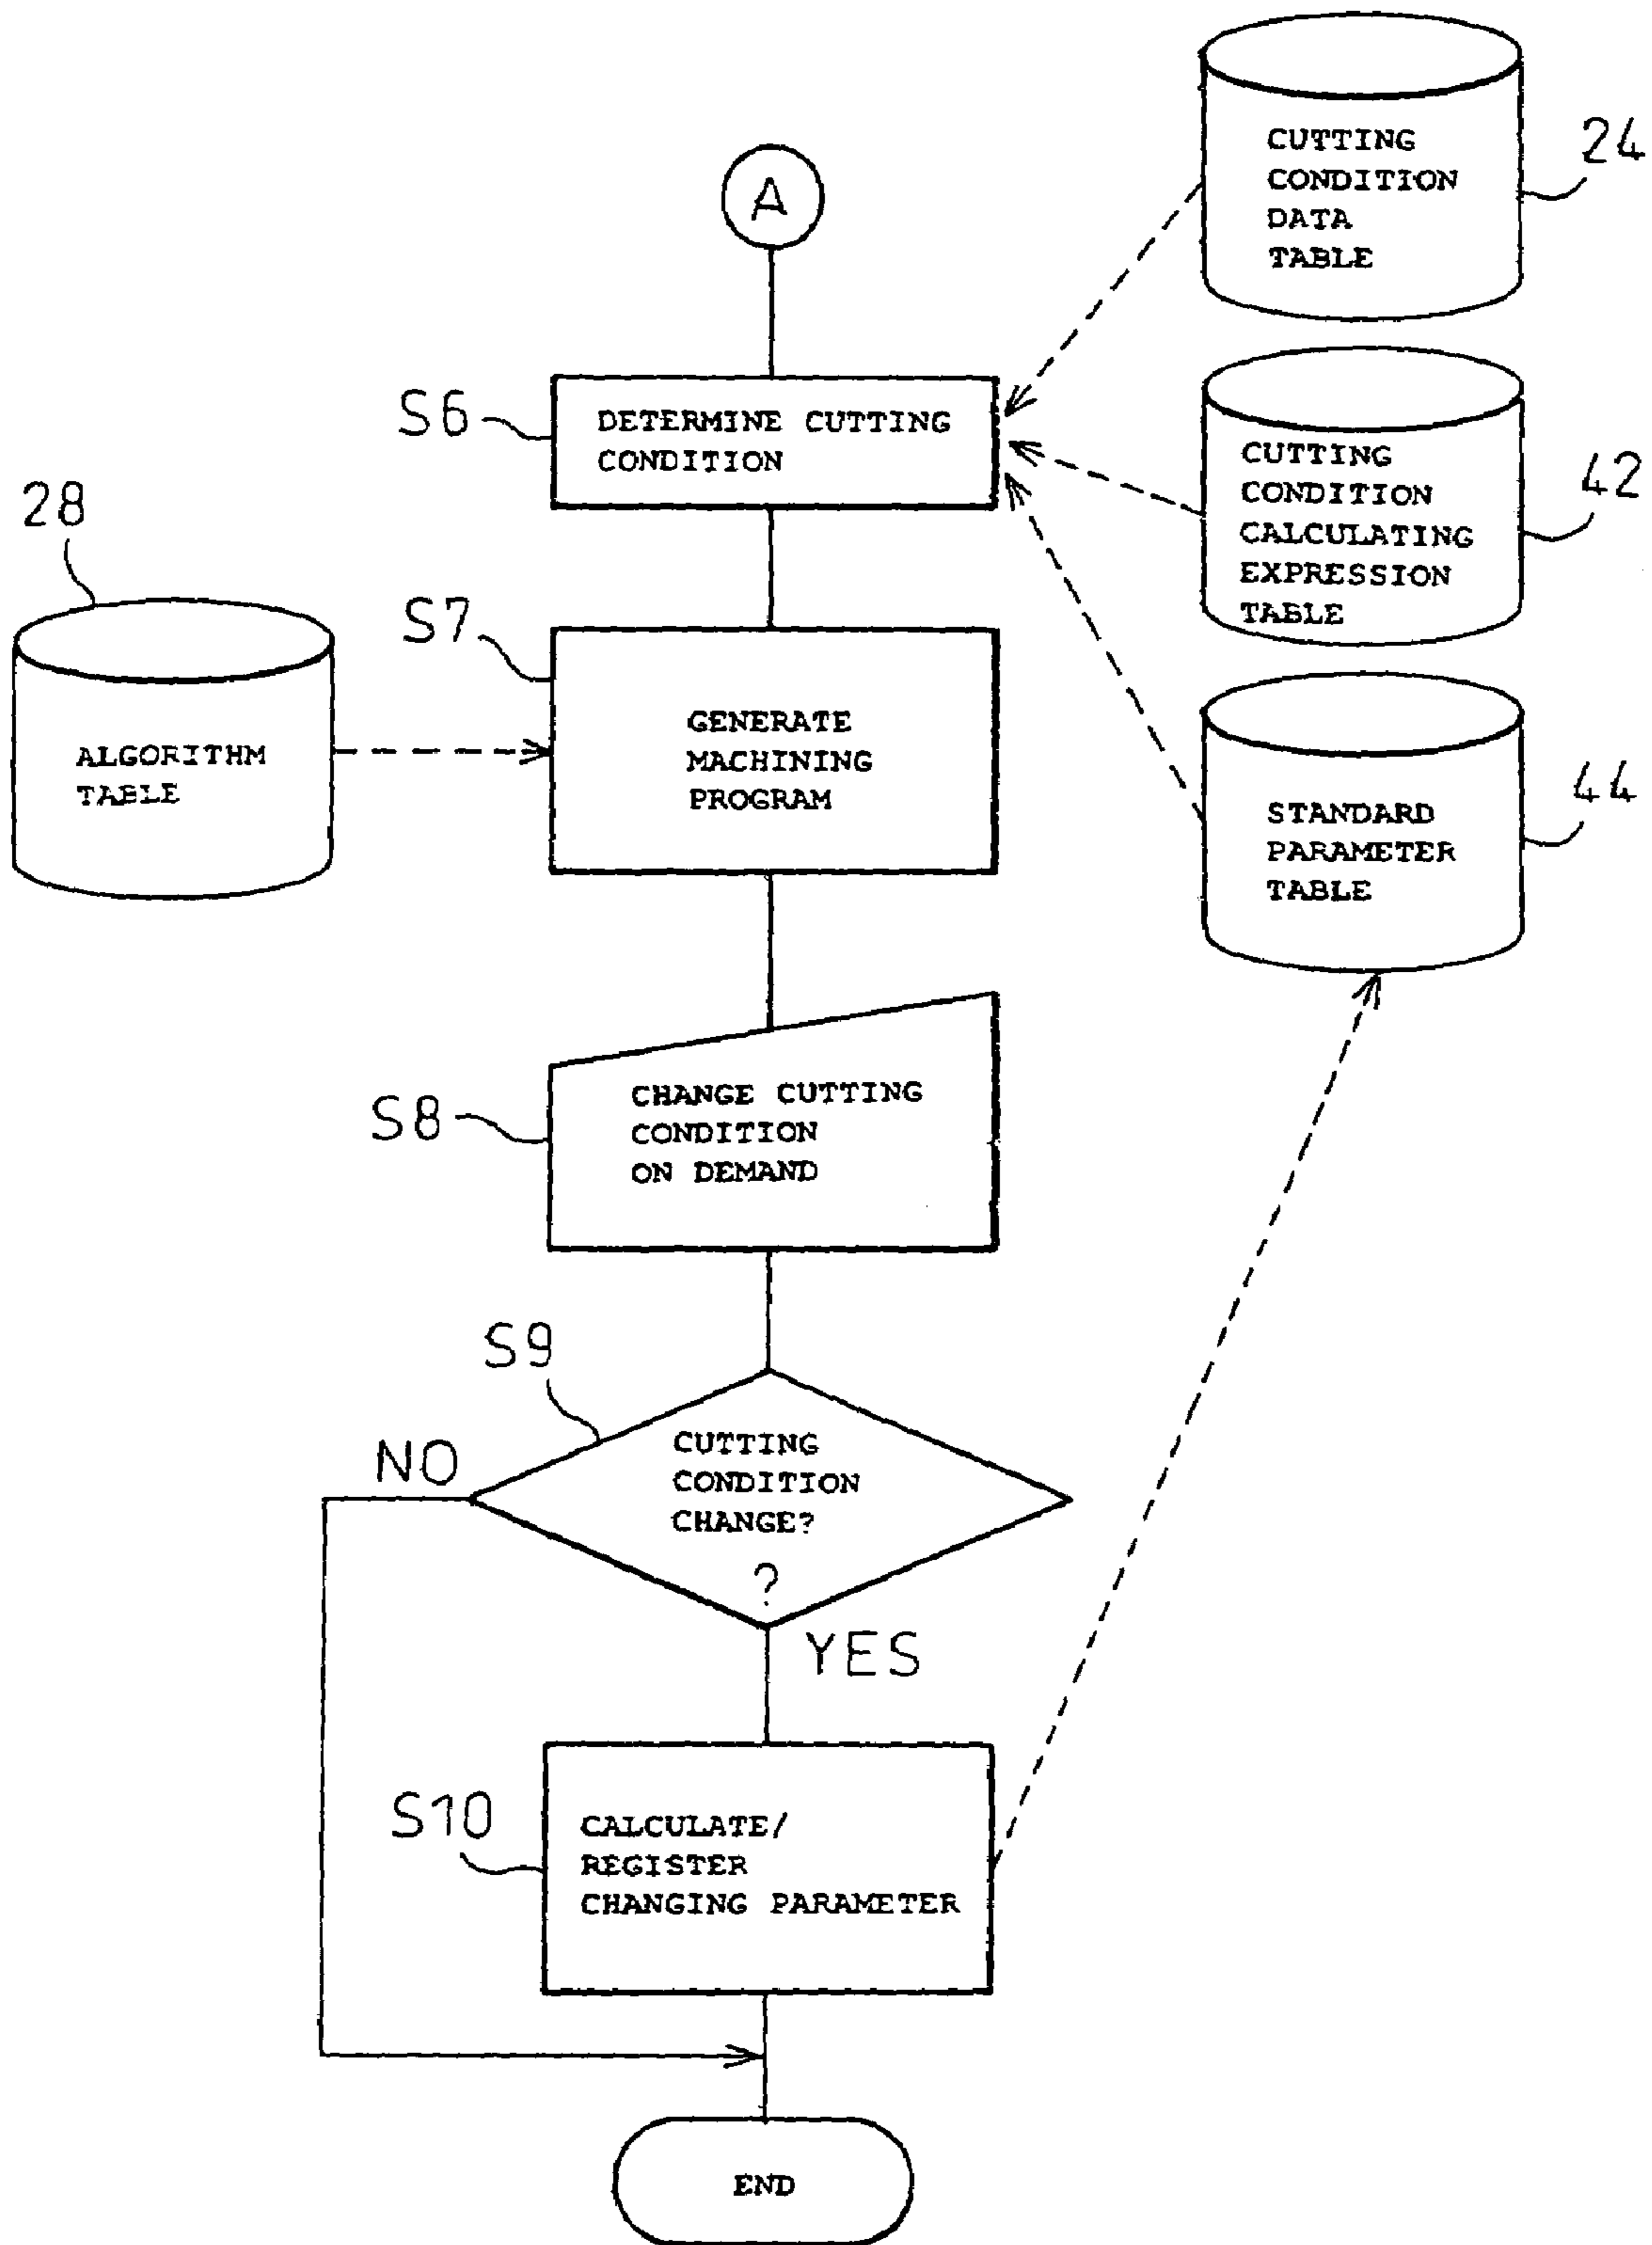 A
CUTTING
CONDITION
DATA
TABLE
24
S6
DETERMINE CUTTING
CONDITION
CUTTING
CONDITION
CALCULATING
EXPRESSION
TABLE
42
28
ALGORITHM
TABLE
S7
GENERATE
MACHINING
PROGRAM
STANDARD
PARAMETER
TABLE
44
S8
CHANGE CUTTING
CONDITION
ON DEMAND
S9
CUTTING
CONDITION
CHANGE?
?
NO
YES
S10
CALCULATE/
REGISTER
CHANGING PARAMETER
END